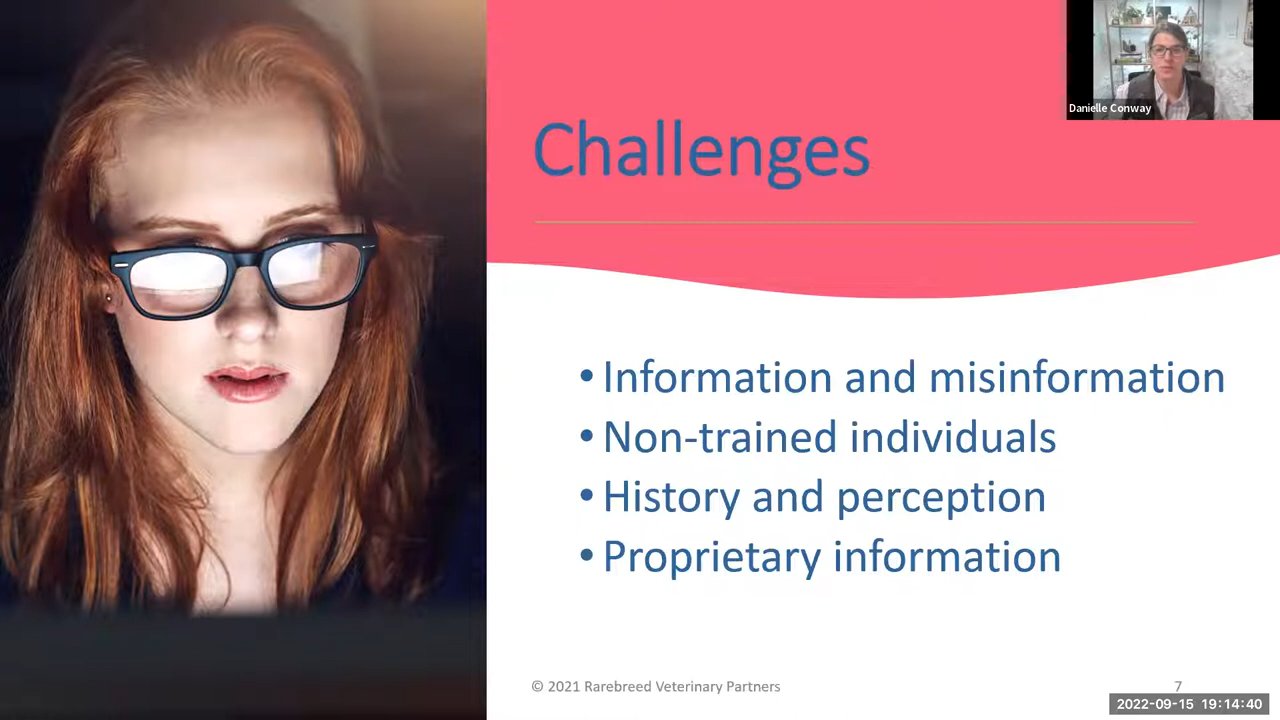 Danielle Conway
Challenges
• Information and misinformation
• Non-trained individuals
• History and perception
• Proprietary information
© 2021 Rarebreed Veterinary Partners
7
2022-09-15 19:14:40